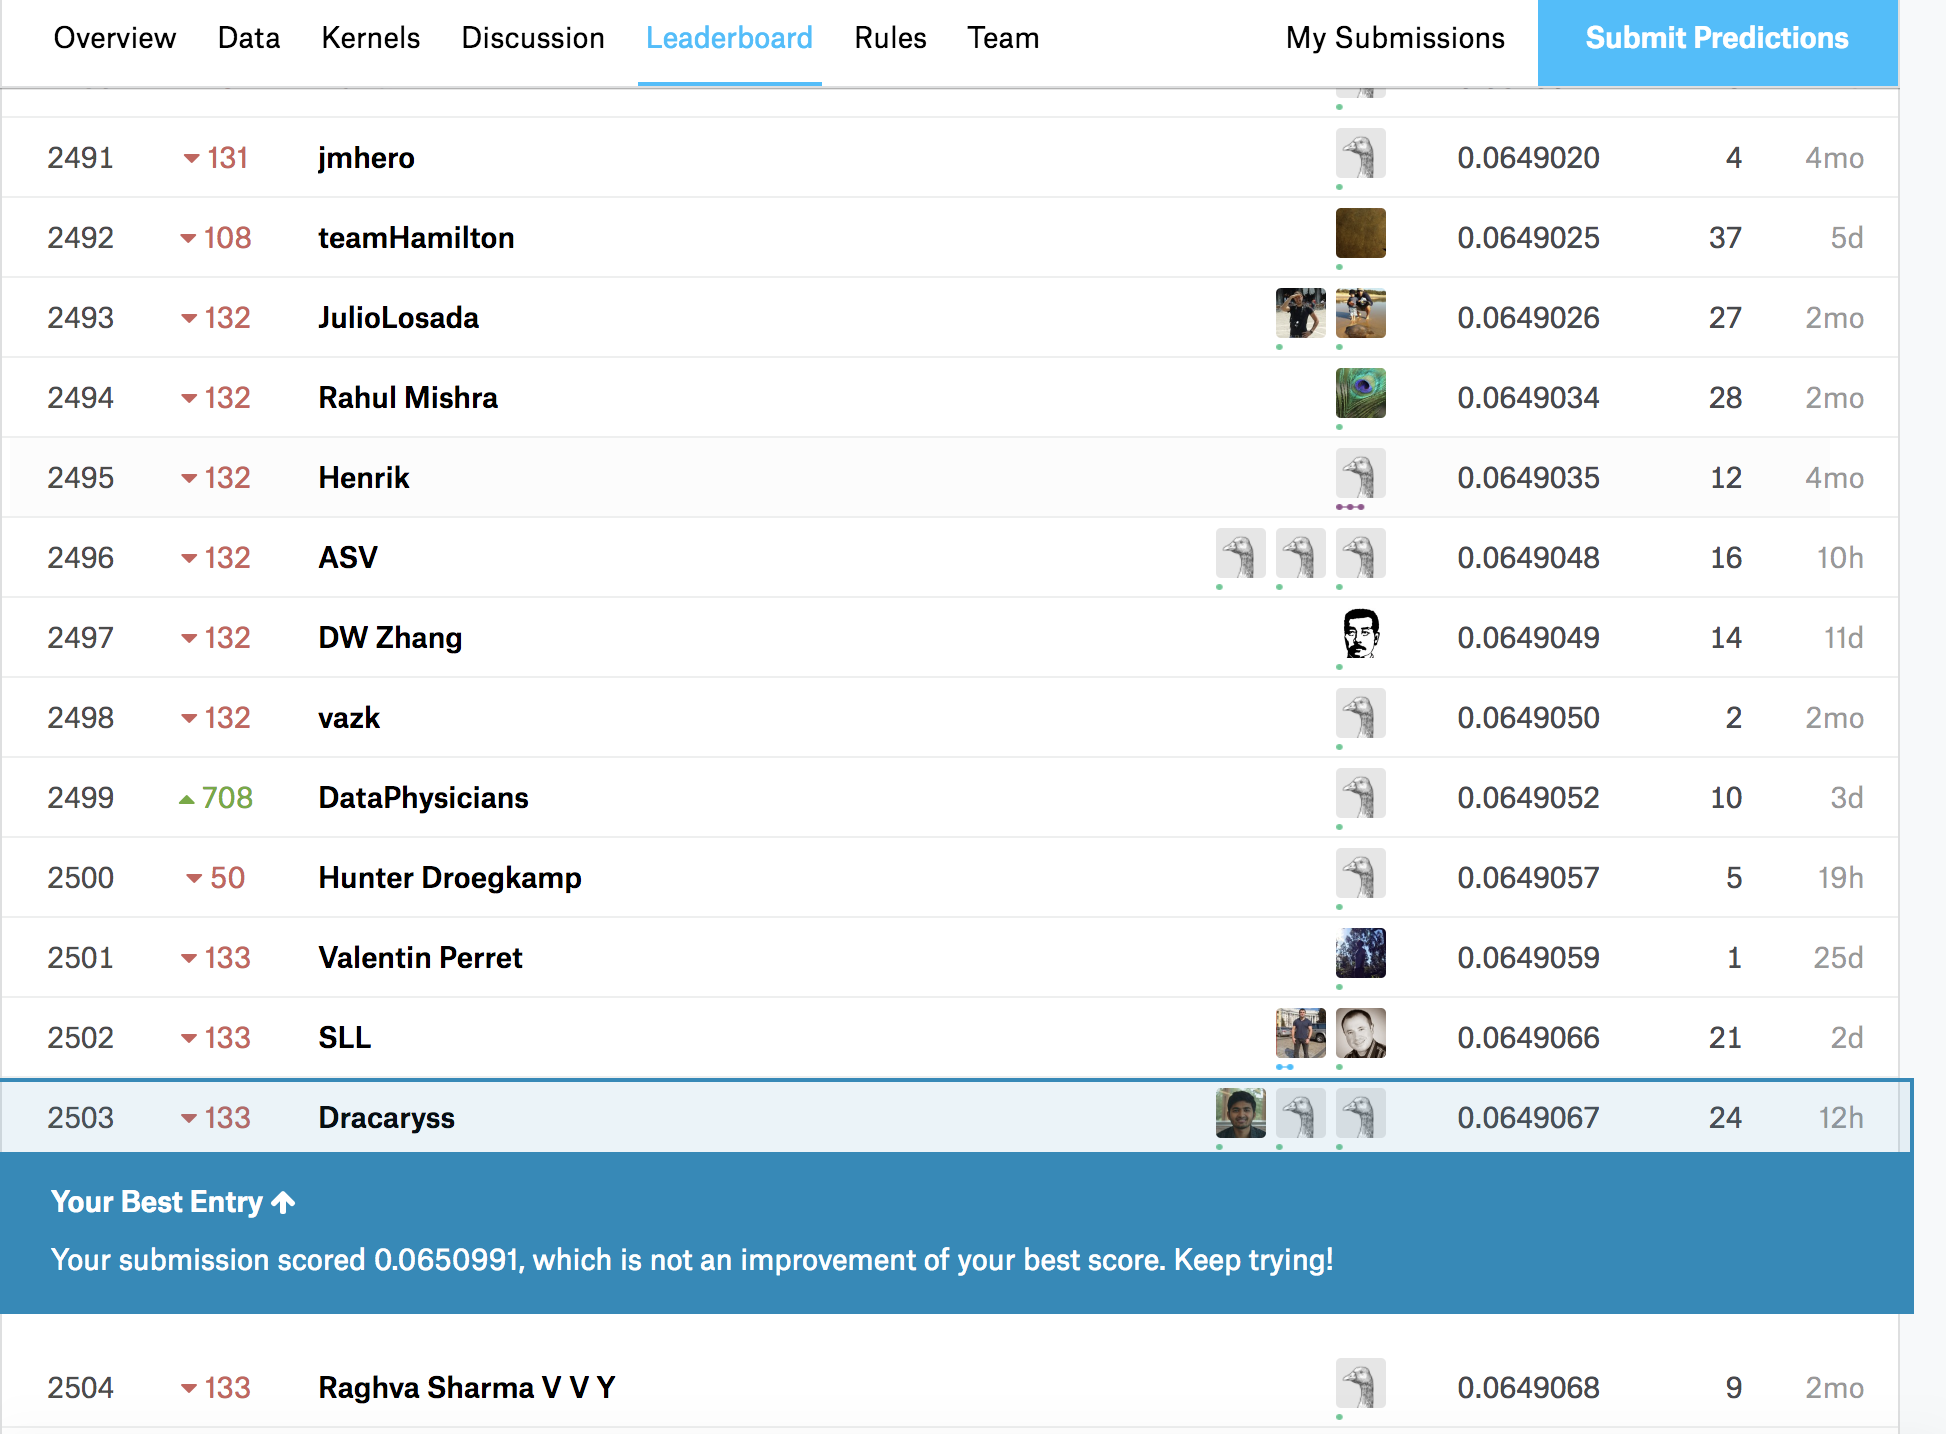 Overview Data Kernels Discussion Leaderboard Rules Team My Submissions Submit Predictions
2491 131 jmhero 0.0649020 4 4mo
2492 108 teamHamilton 0.0649025 37 5d
2493 132 JulioLosada 0.0649026 27 2mo
2494 132 Rahul Mishra 0.0649034 28 2mo
2495 132 Henrik 0.0649035 12 4mo
2496 132 ASV 0.0649048 16 10h
2497 132 DW Zhang 0.0649049 14 11d
2498 132 vazk 0.0649050 2 2mo
2499 708 DataPhysicians 0.0649052 10 3d
2500 50 Hunter Droegkamp 0.0649057 5 19h
2501 133 Valentin Perret 0.0649059 1 25d
2502 133 SLL 0.0649066 21 2d
2503 133 Dracaryss 0.0649067 24 12h
Your Best Entry
Your submission scored 0.0650991, which is not an improvement of your best score. Keep trying!
2504 133 Raghva Sharma V V Y 0.0649068 9 2mo